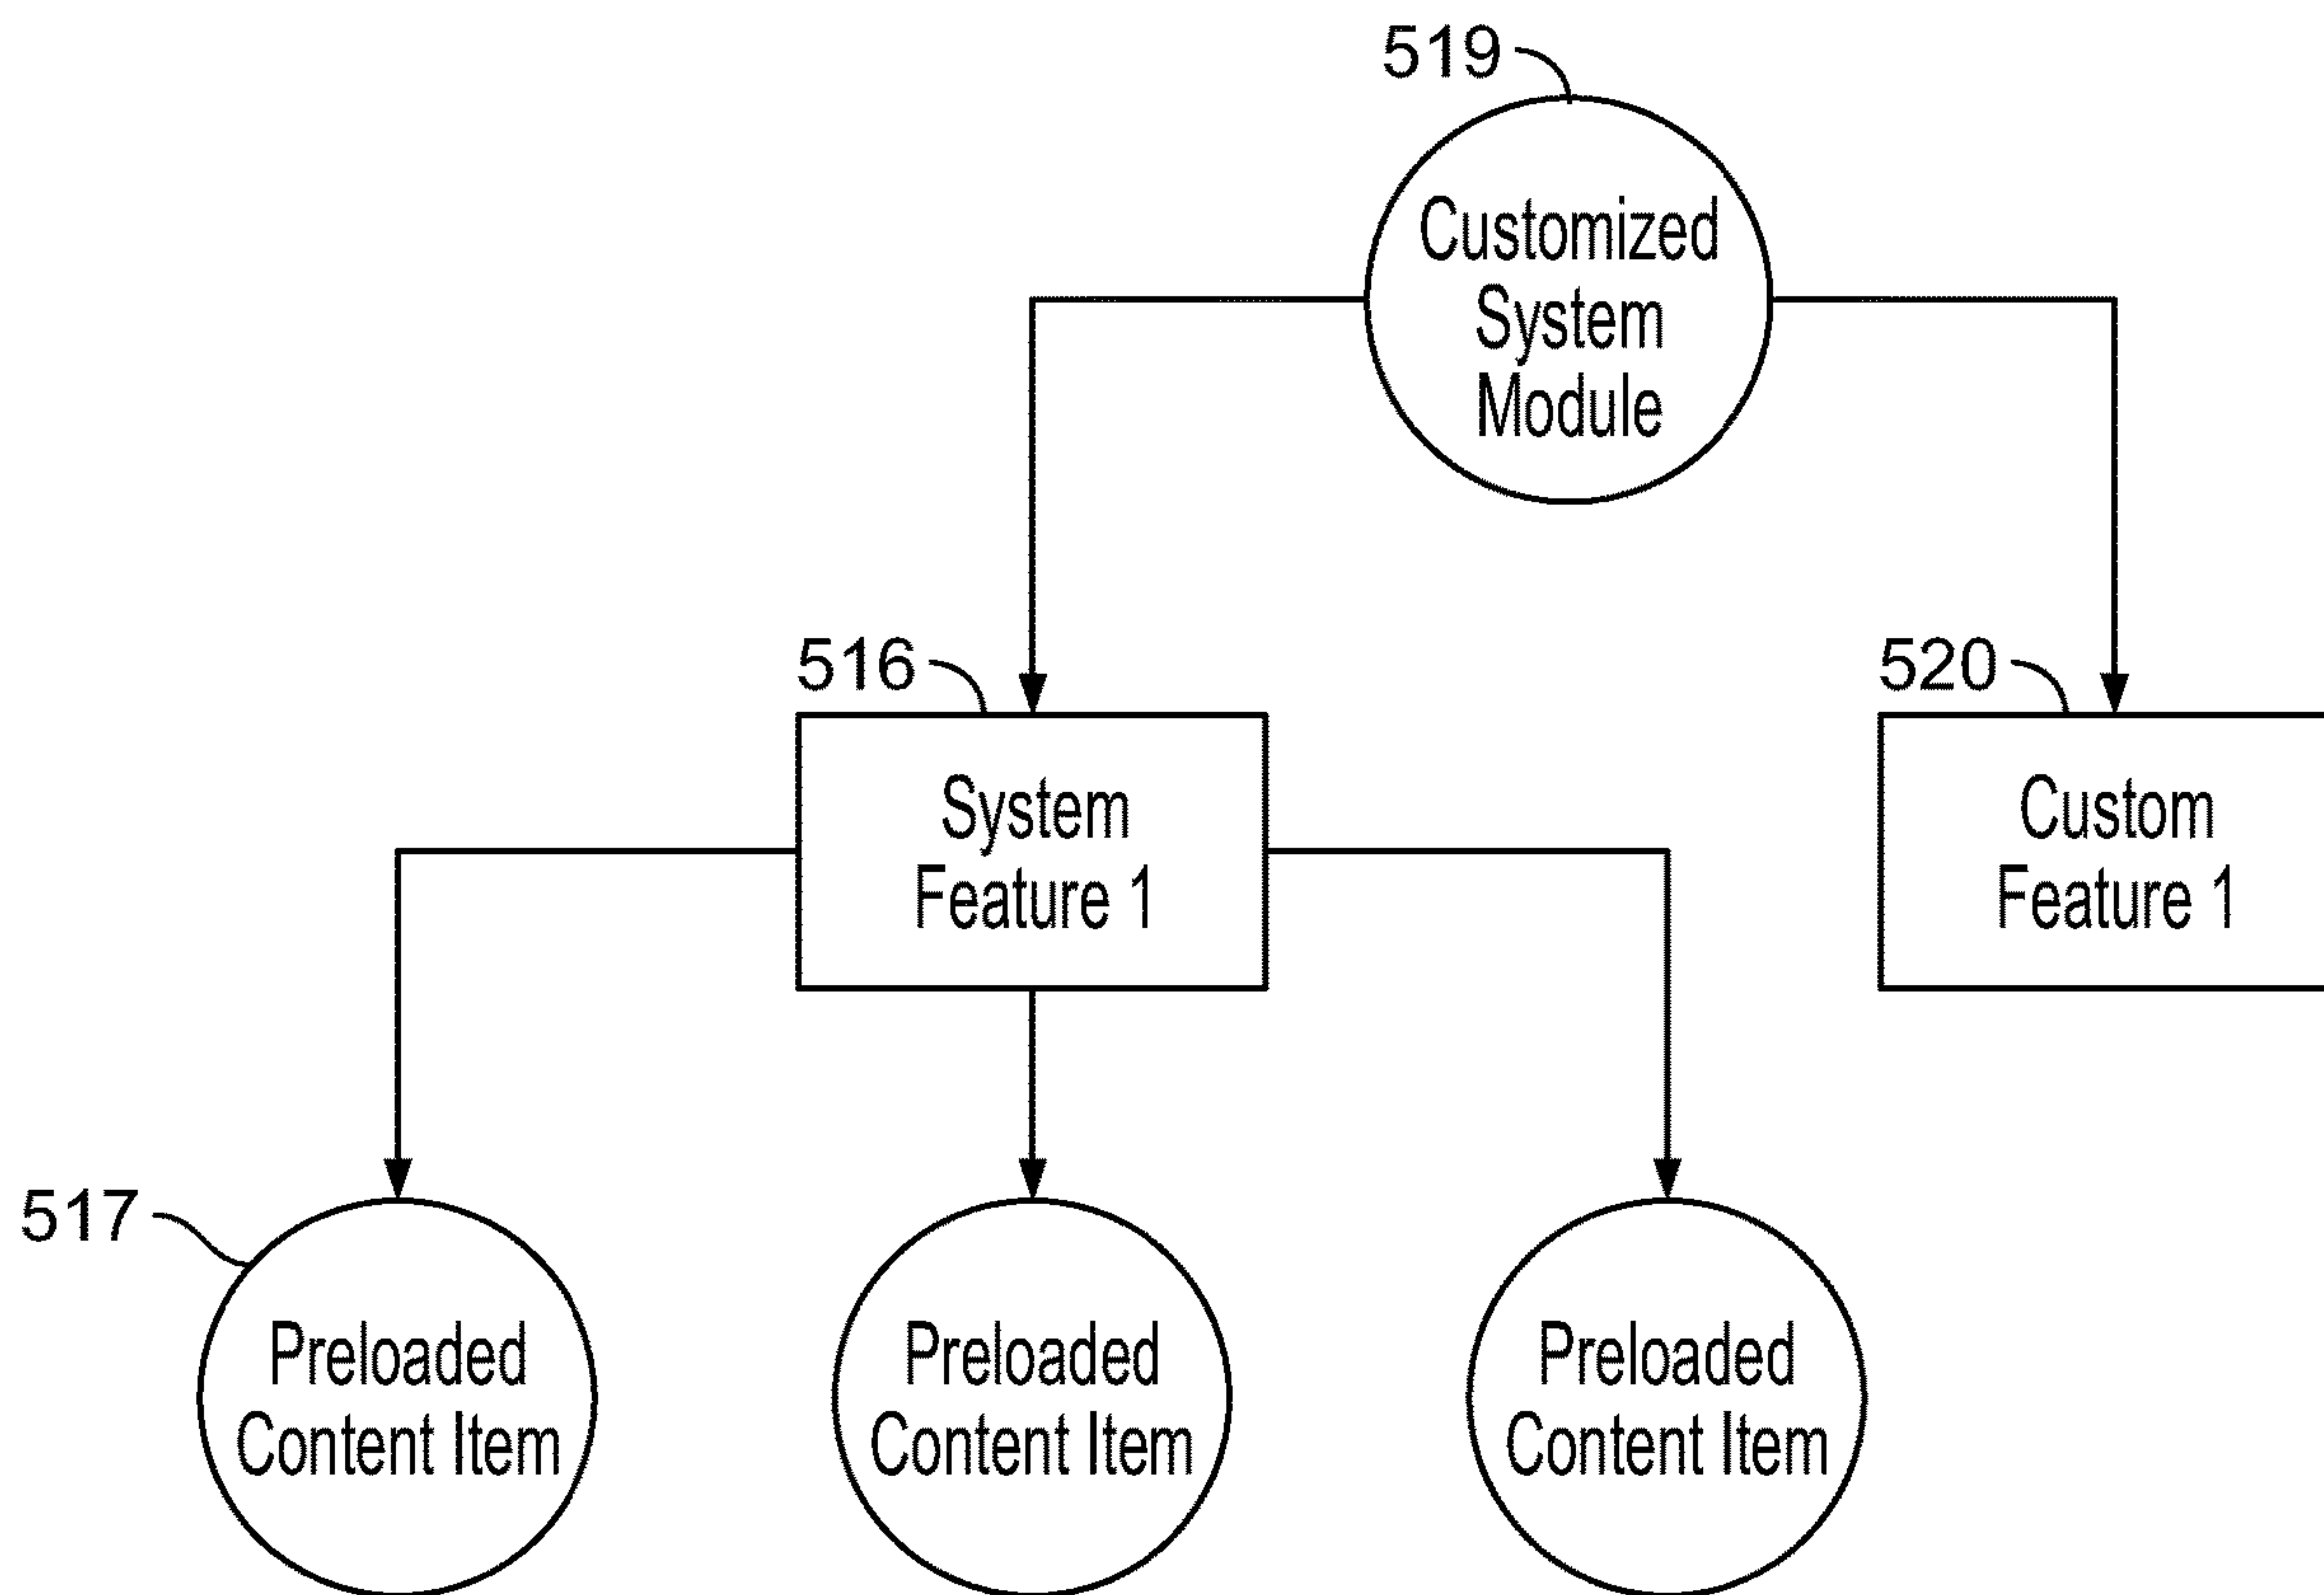 519
Customized
System
Module
516
520
System
Feature 1
Custom
Feature 1
517
Preloaded
Content Item
Preloaded
Content Item
Preloaded
Content Item